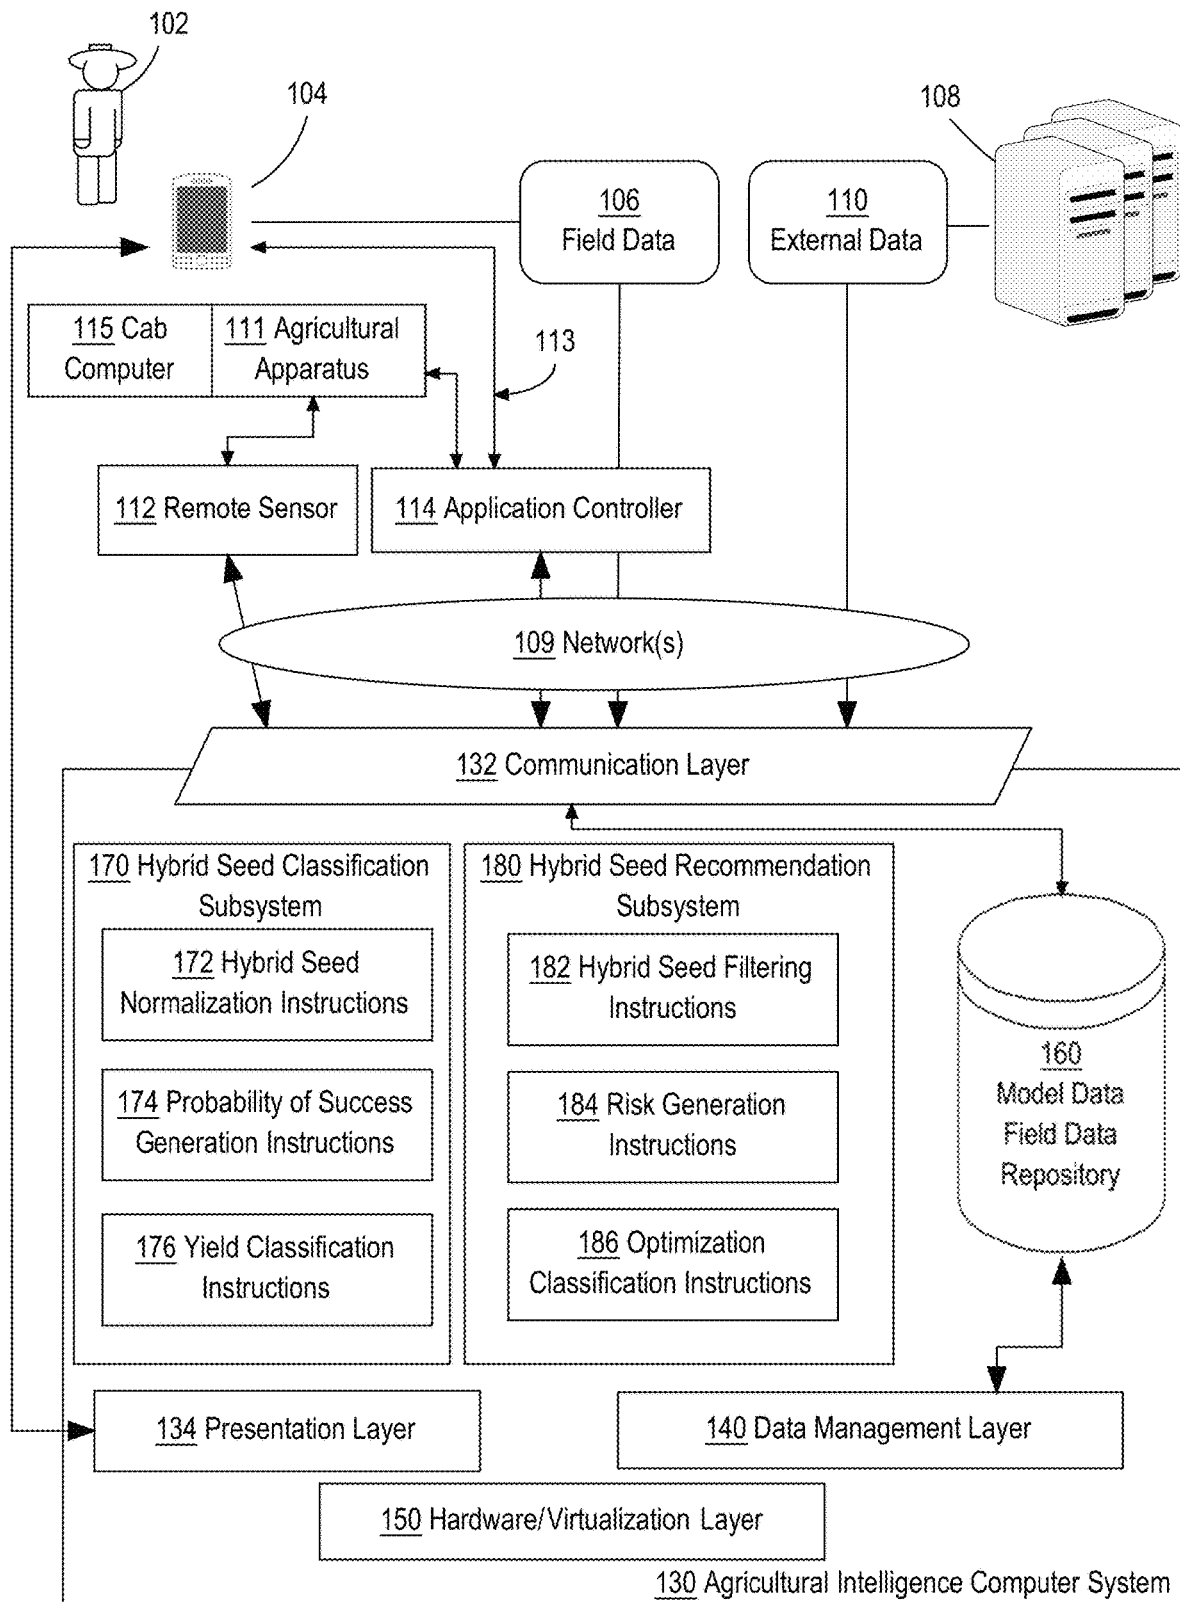 102
104
108
106
Field Data
110
External Data
115 Cab
Computer
111 Agricultural
Apparatus
113
112 Remote Sensor
114 Application Controller
109 Network(s)
132 Communication Layer
170 Hybrid Seed Classification
Subsystem
172 Hybrid Seed
Normalization Instructions
174 Probability of Success
Generation Instructions
176 Yield Classification
Instructions
180 Hybrid Seed Recommendation
Subsystem
182 Hybrid Seed Filtering
Instructions
184 Risk Generation
Instructions
186 Optimization
Classification Instructions
160
Model Data
Field Data
Repository
134 Presentation Layer
140 Data Management Layer
150 Hardware/Virtualization Layer
130 Agricultural Intelligence Computer System